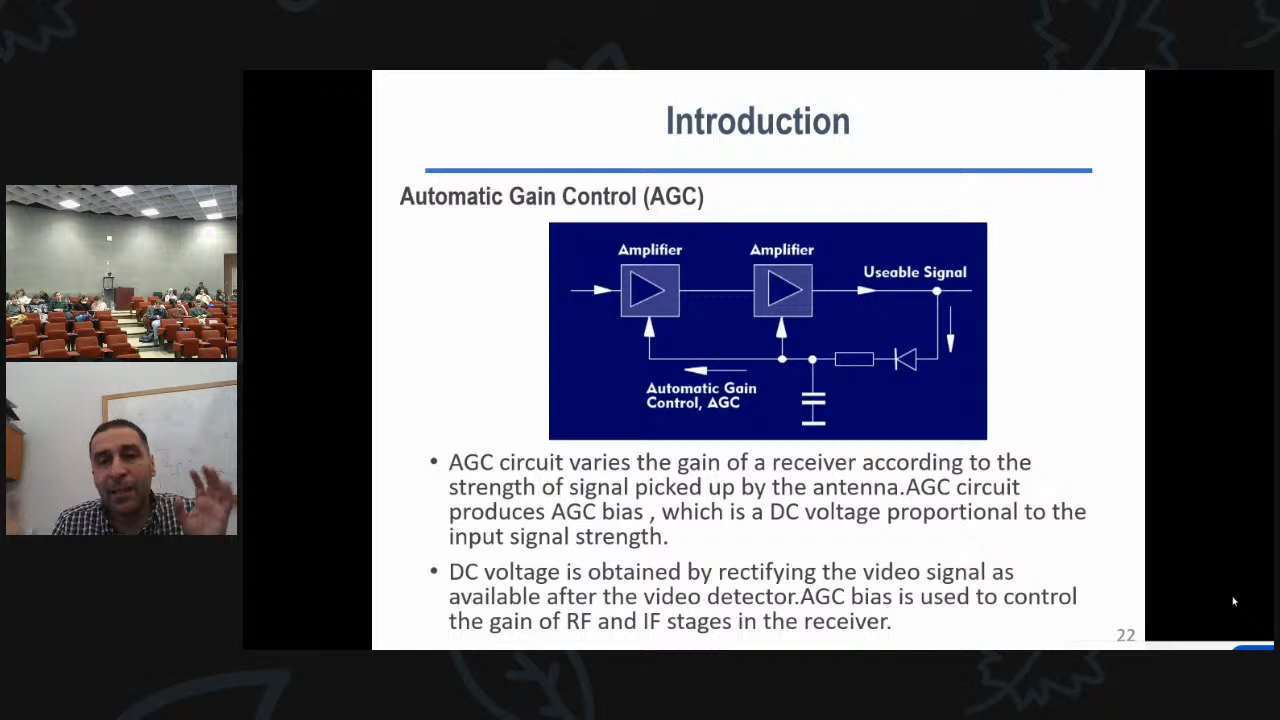 Introduction
Automatic Gain Control (AGC)
Amplifier
Amplifier
Useable Signal
Automatic Gain
Control, AGC
• AGC circuit varies the gain of a receiver according to the
strength of signal picked up by the antenna.AGC circuit
produces AGC bias , which is a DC voltage proportional to the
input signal strength.
• DC voltage is obtained by rectifying the video signal as
available after the video detector.AGC bias is used to control
the gain of RF and IF stages in the receiver.
22